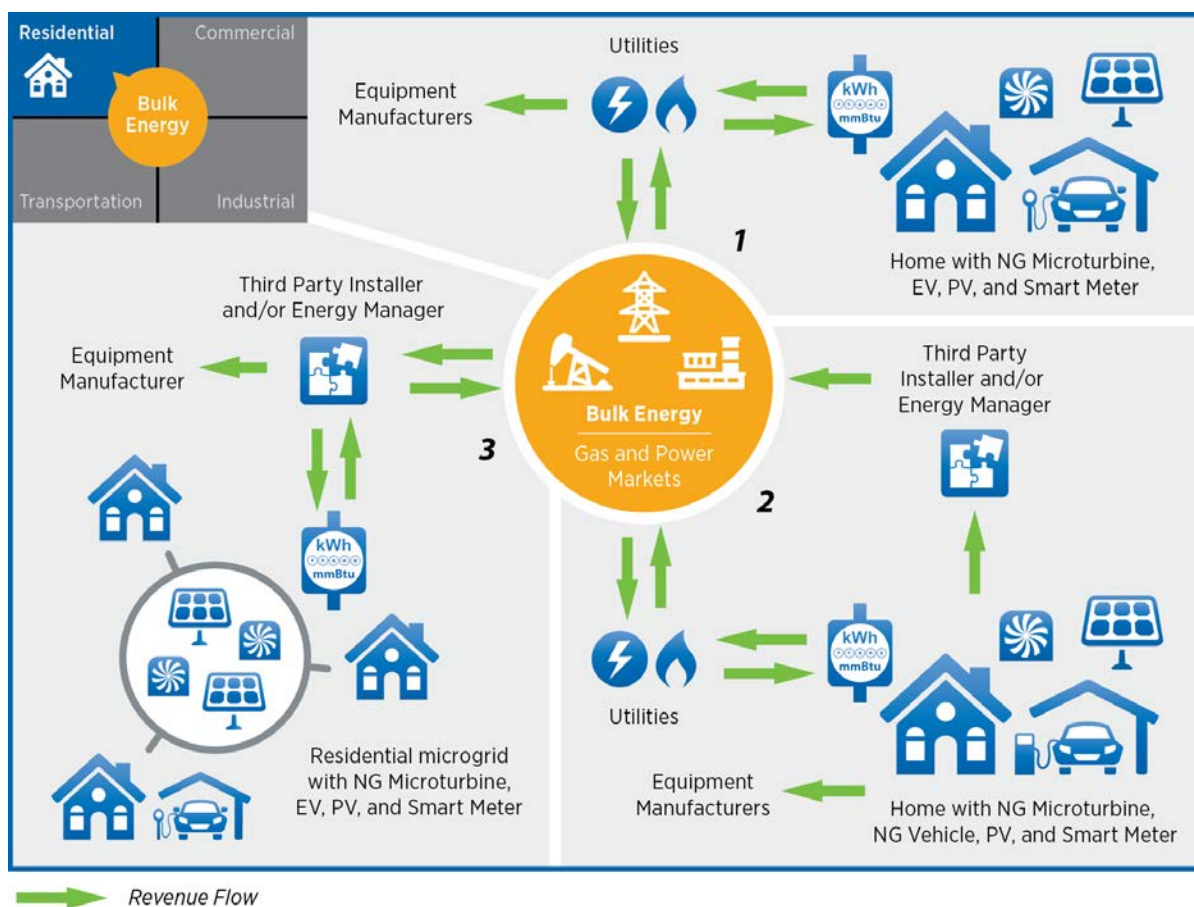 Residential
Commercial
Bulk
Energy
Transportation
Industrial
Utilities
Equipment
Manufacturers
kWh
mmBtu
1
Home with NG Microturbine,
EV, PV, and Smart Meter
Third Party Installer
and/or Energy Manager
Equipment
Manufacturer
3
kWh
mmBtu
Residential microgrid
with NG Microturbine,
EV, PV, and Smart Meter
Bulk Energy
Gas and Power
Markets
2
Third Party
Installer and/or
Energy Manager
Utilities
kWh
mmBtu
Equipment
Manufacturers
Home with NG Microturbine,
NG Vehicle, PV, and Smart Meter
Revenue Flow